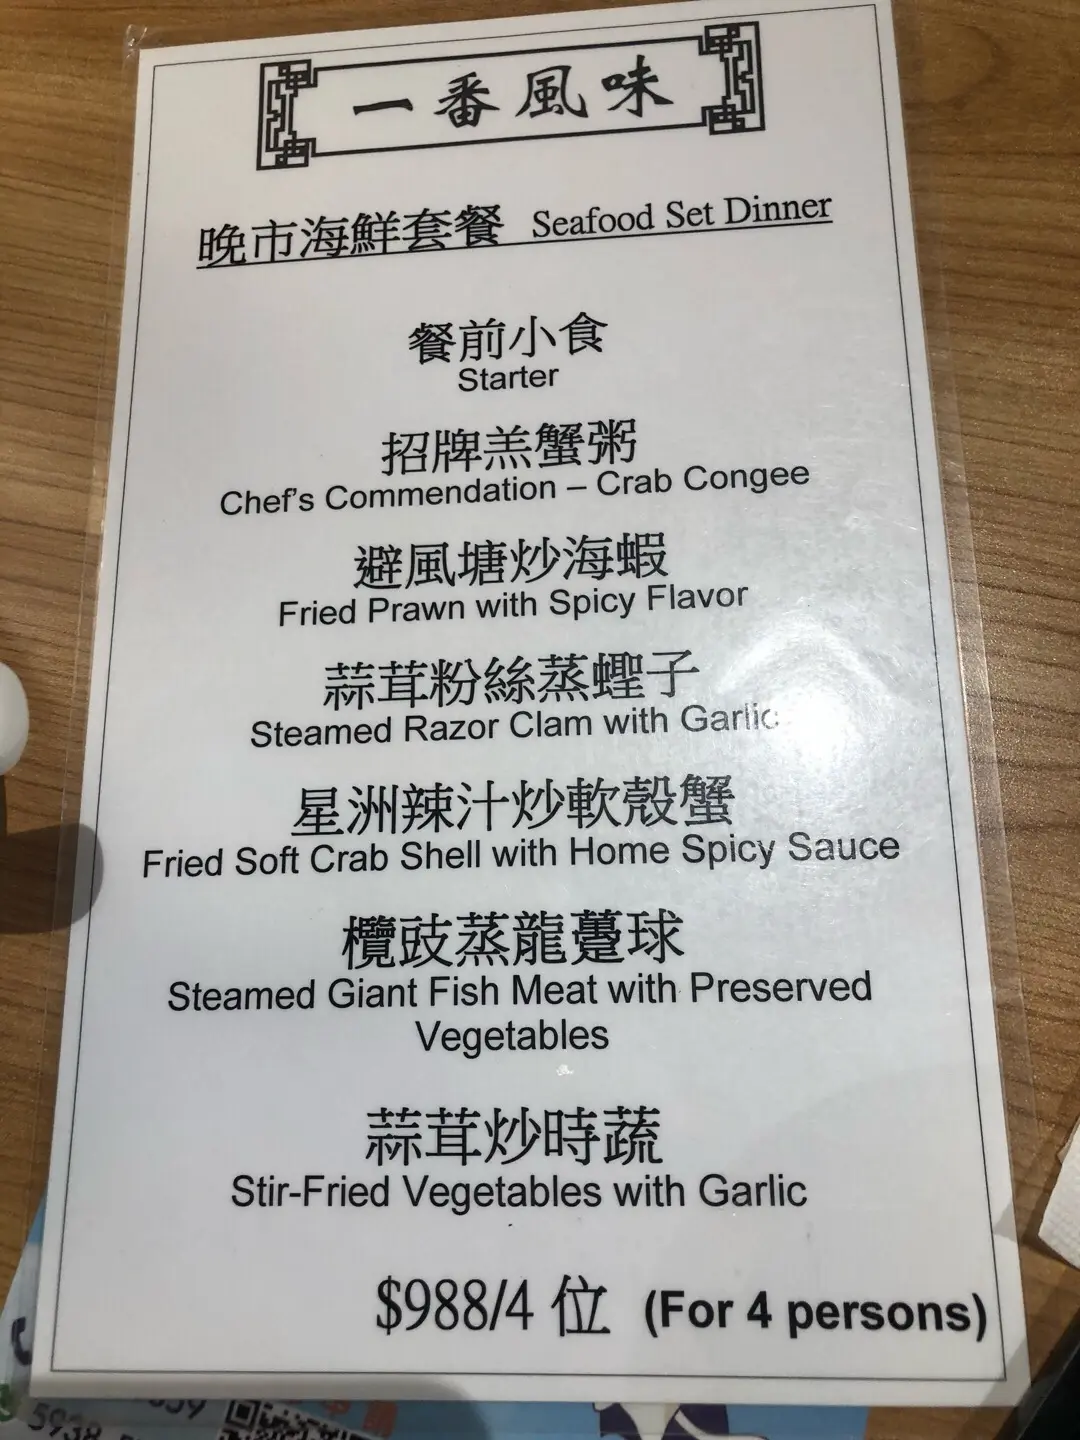 一番風味
晚市海鮮套餐 Seafood Set Dinner
餐前小食
Starter
招牌羔蟹粥
Chef's Commendation – Crab Congee
避風塘炒海蝦
Fried Prawn with Spicy Flavor
蒜茸粉絲蒸蟶子
Steamed Razor Clam with Garlic
星洲辣汁炒軟殼蟹
Fried Soft Crab Shell with Home Spicy Sauce
欖豉蒸龍躉球
Steamed Giant Fish Meat with Preserved
Vegetables
蒜茸炒時蔬
Stir-Fried Vegetables with Garlic
$988/4 位 (For 4 persons)
5938